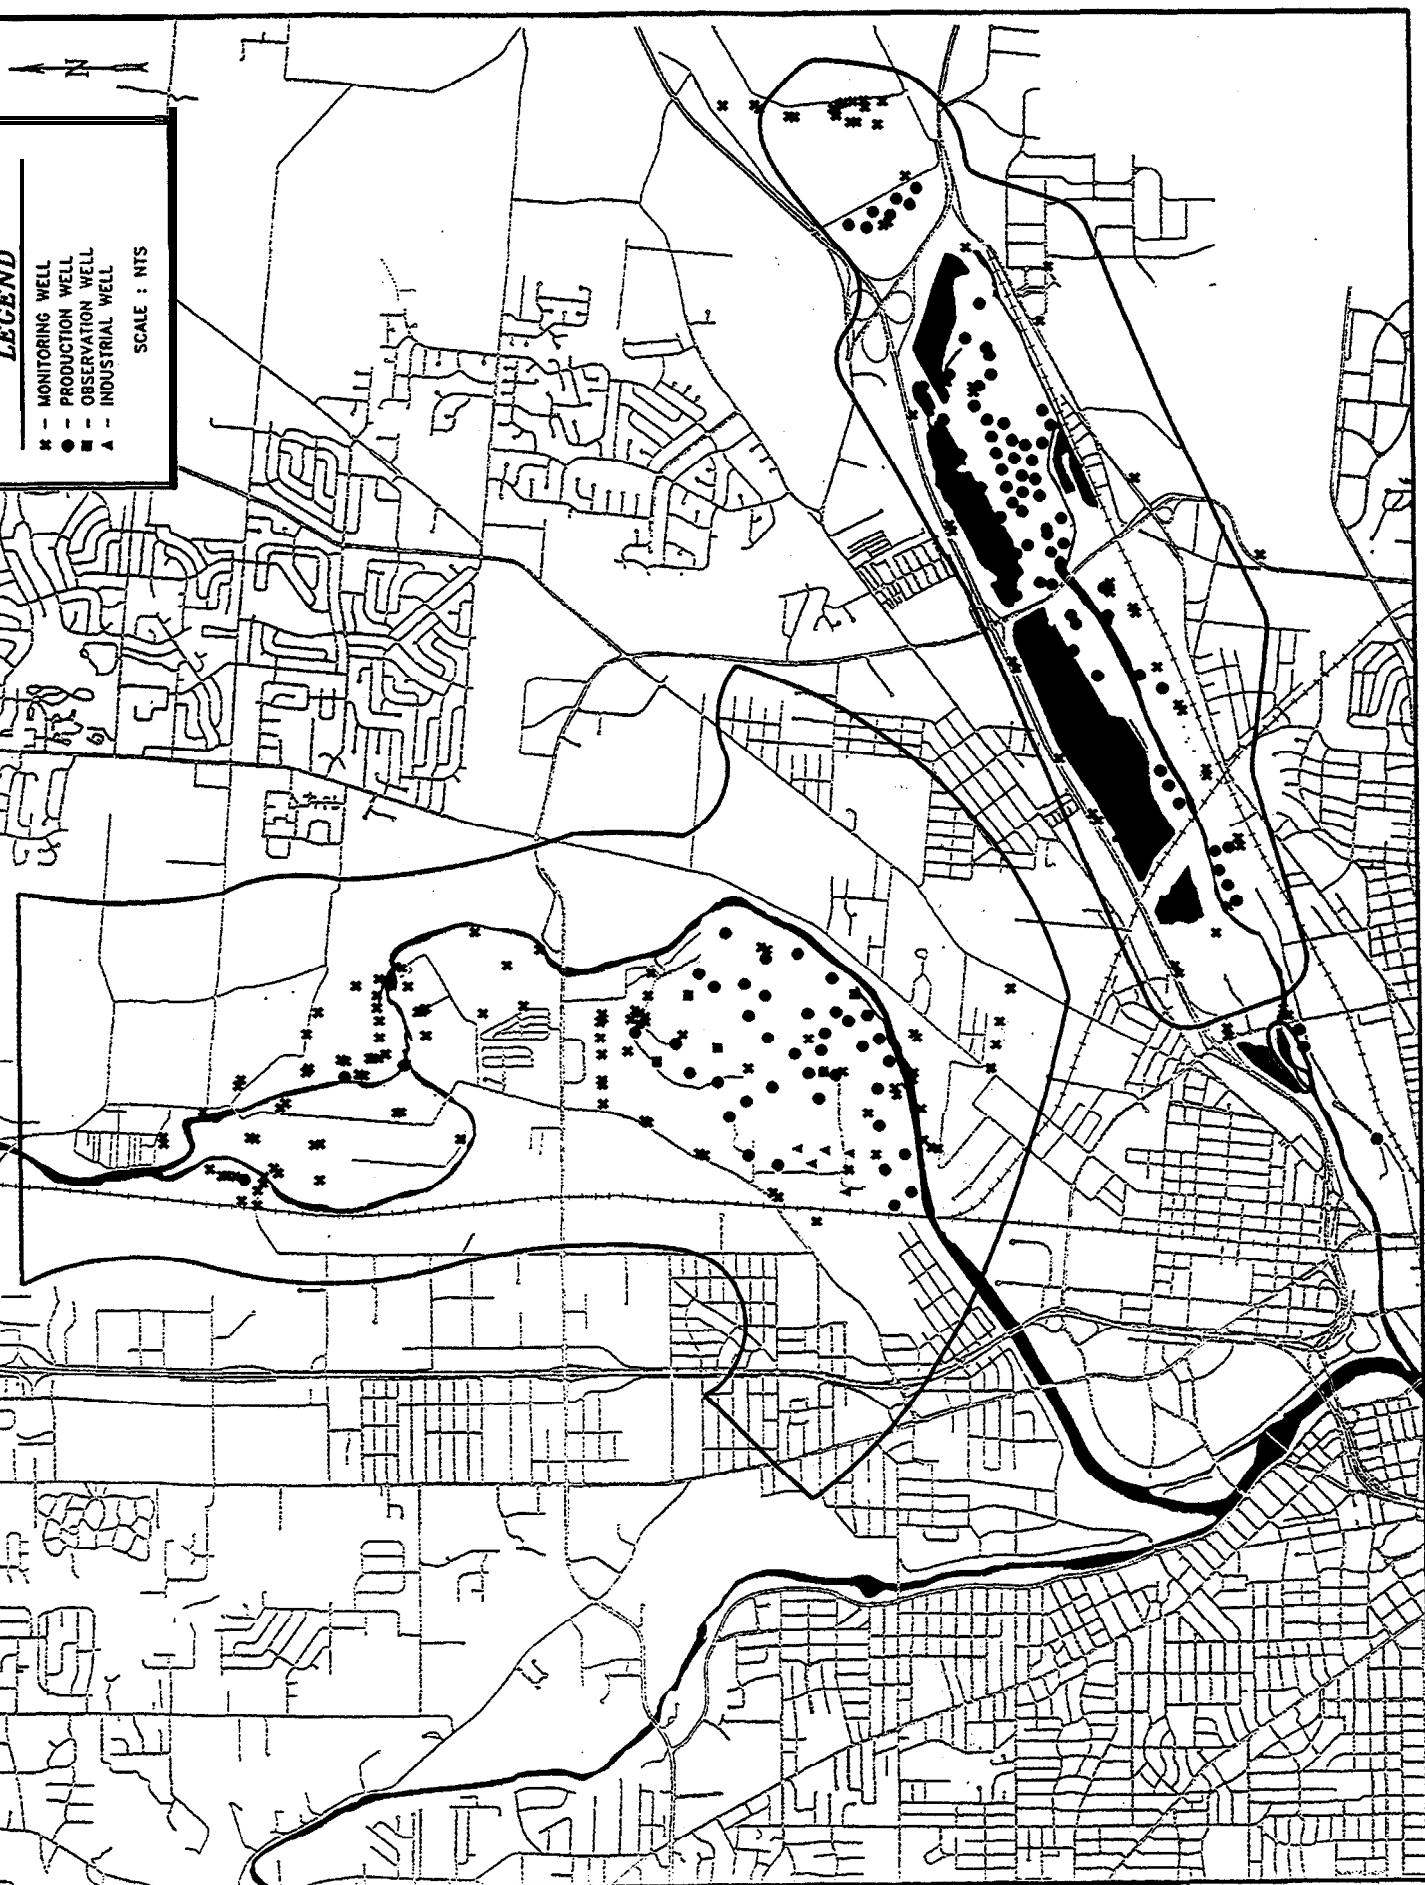 N
LEGEND
x - MONITORING WELL
● - PRODUCTION WELL
■ - OBSERVATION WELL
▲ - INDUSTRIAL WELL
SCALE : NTS